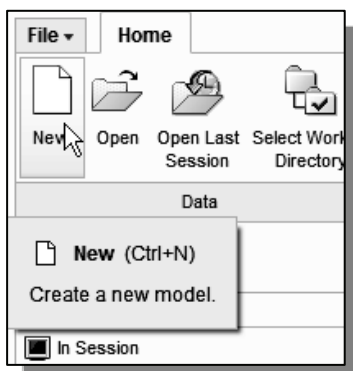 File Home
New Open Open Last Select Work
Session Directory
Data
New (Ctrl+N)
Create a new model.
In Session